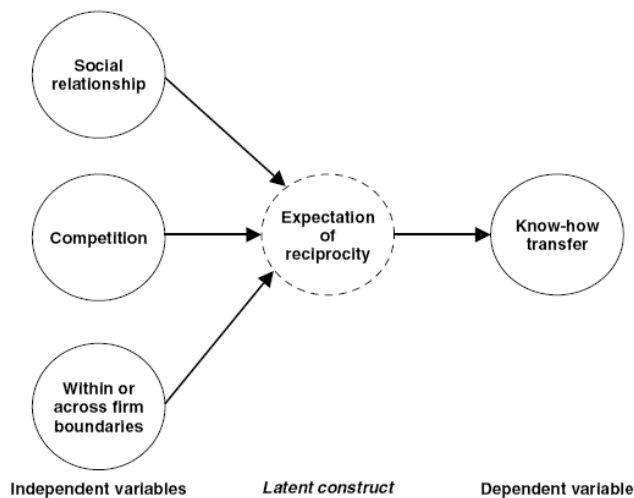 Social
relationship
Competition
Expectation
of
reciprocity
Know-how
transfer
Within or
across firm
boundaries
Independent variables
Latent construct
Dependent variable